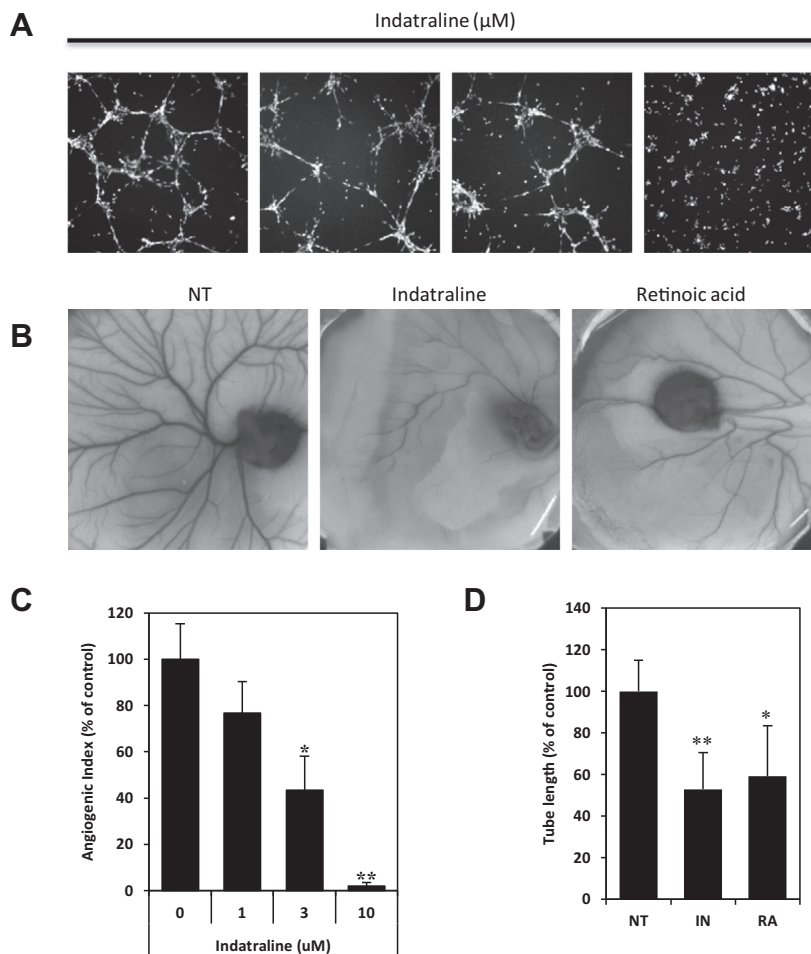 A
Indatraline (μM)
NT
Indatraline
Retinoic acid
B
C
Angiogenic Index (% of control)
120
100
80
60
40
20
0
*
**
0 1 3 10
Indatraline (uM)
D
Tube length (% of control)
140
120
100
80
60
40
20
0
**
*
NT IN RA